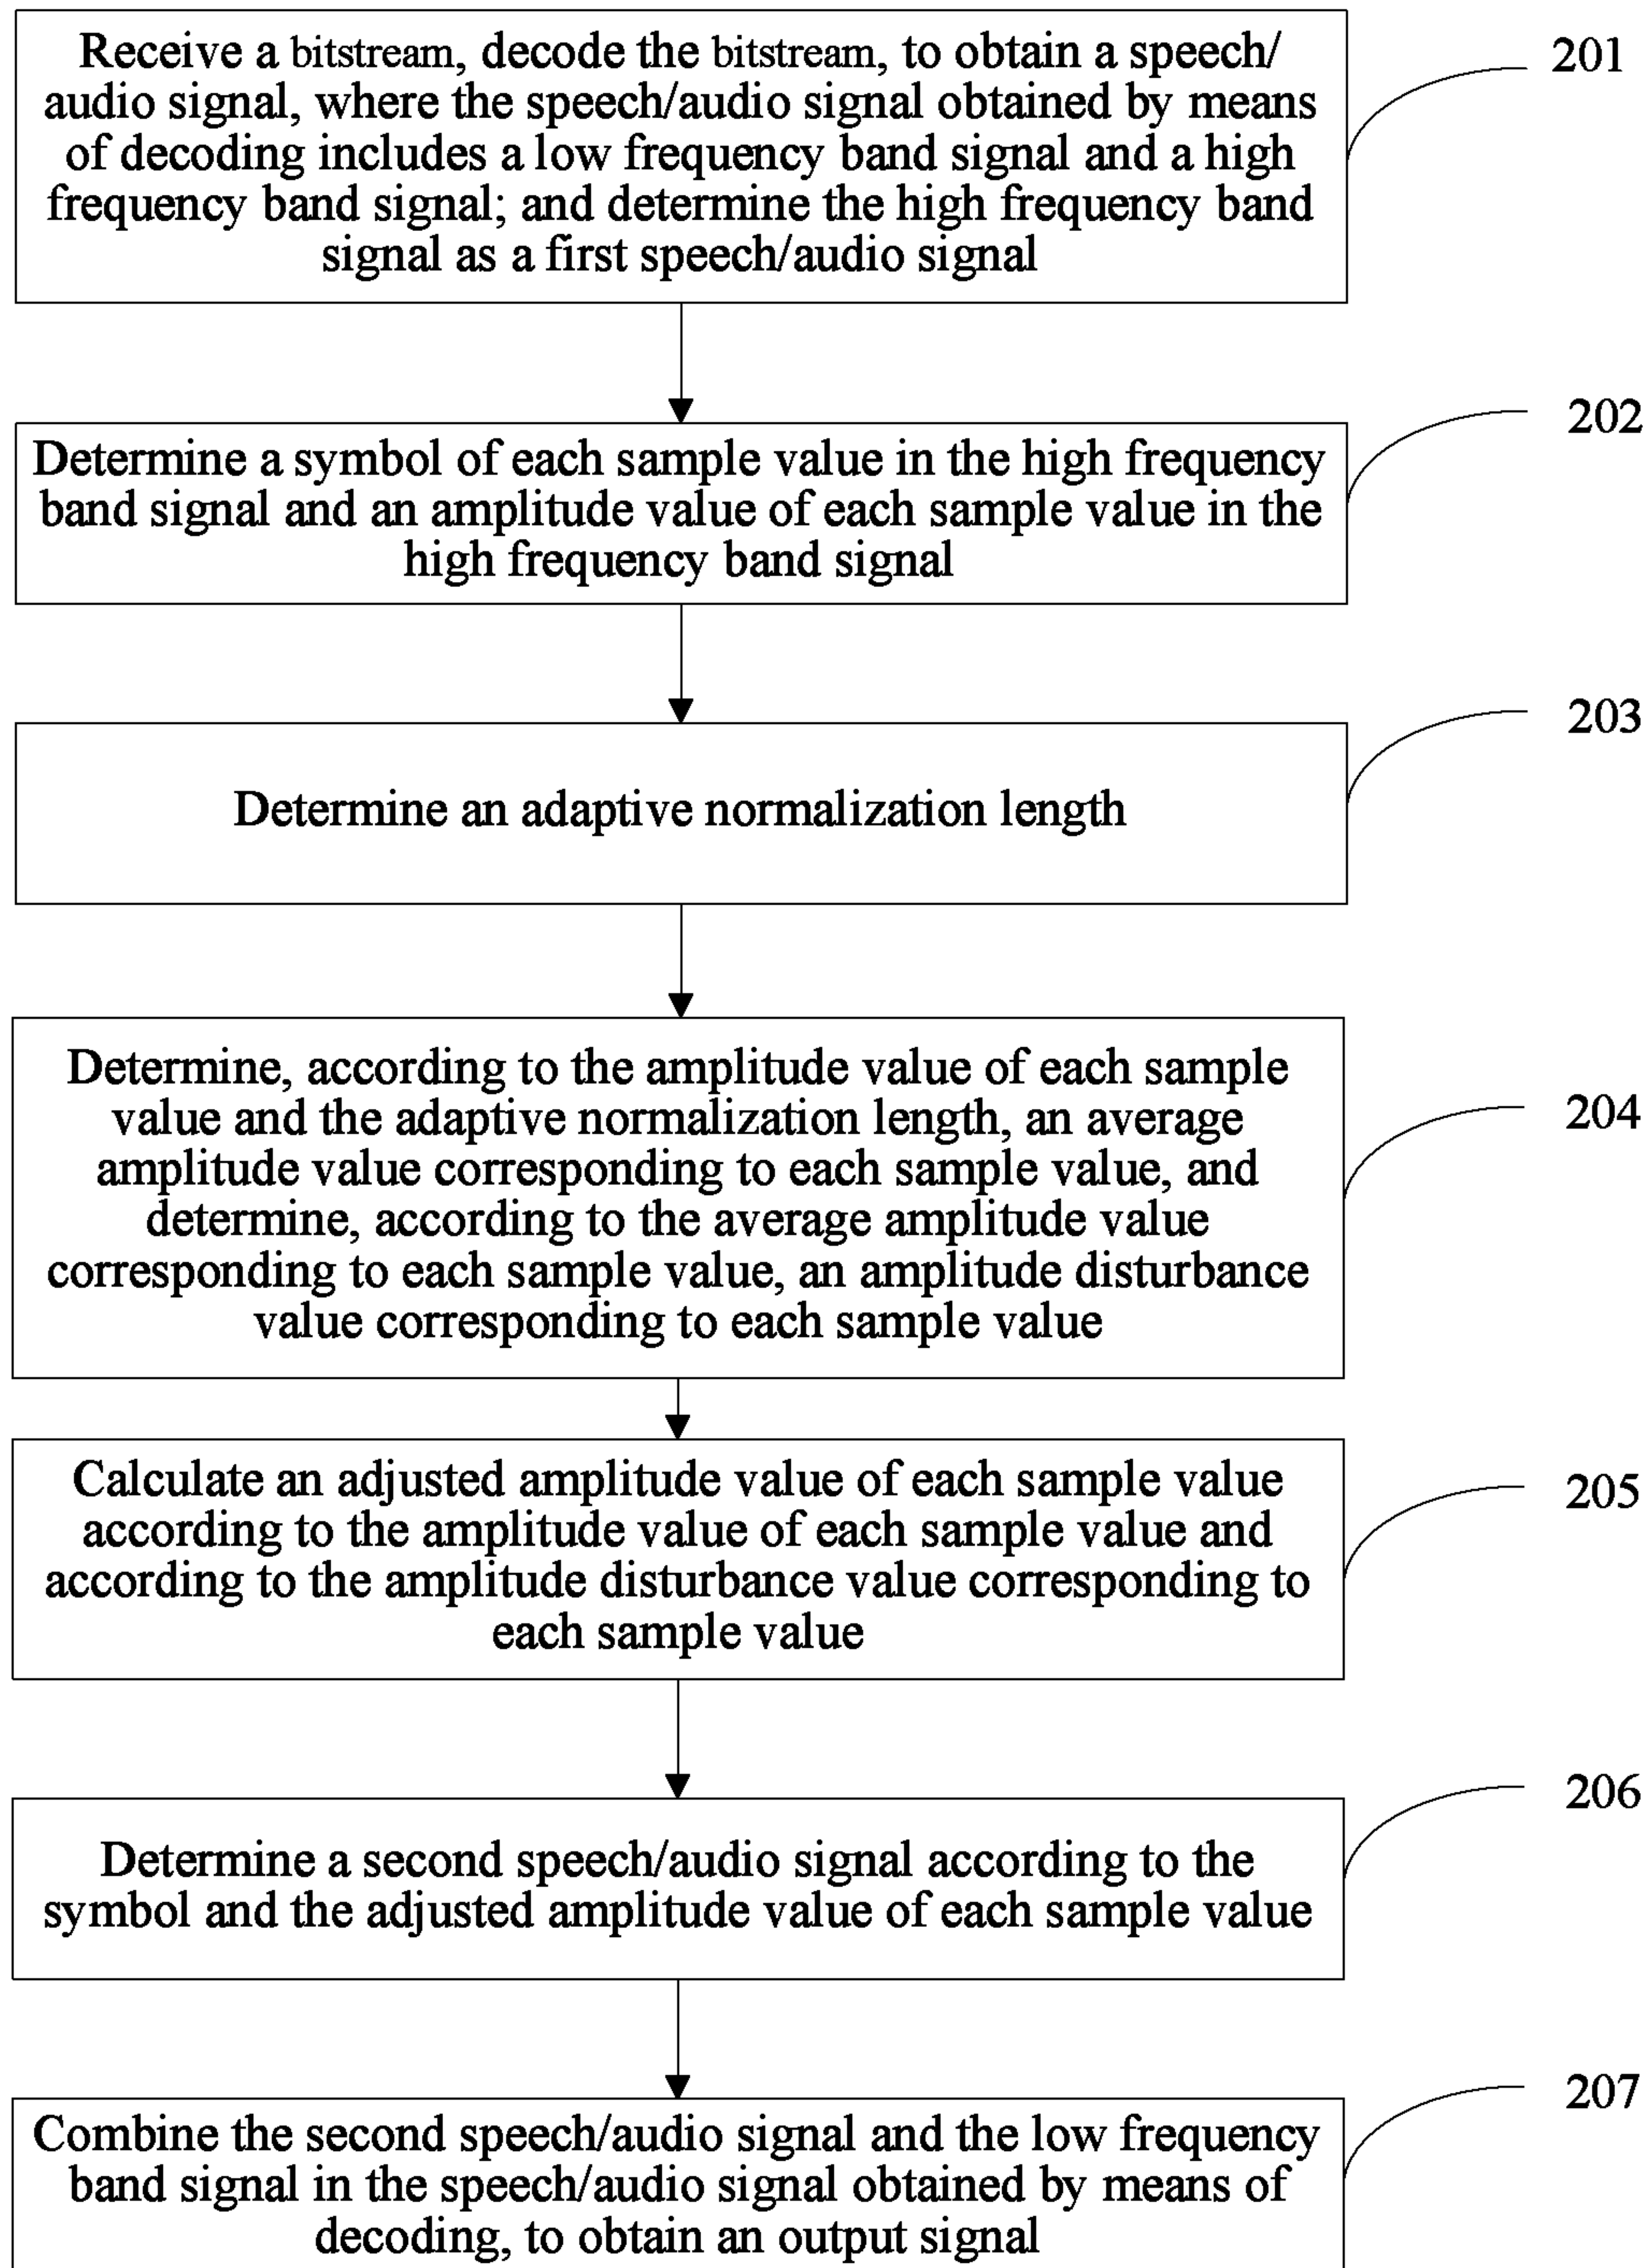 Receive a bitstream, decode the bitstream, to obtain a speech/
audio signal, where the speech/audio signal obtained by means
of decoding includes a low frequency band signal and a high
frequency band signal; and determine the high frequency band
signal as a first speech/audio signal
201
Determine a symbol of each sample value in the high frequency
band signal and an amplitude value of each sample value in the
high frequency band signal
202
Determine an adaptive normalization length
203
Determine, according to the amplitude value of each sample
value and the adaptive normalization length, an average
amplitude value corresponding to each sample value, and
determine, according to the average amplitude value
corresponding to each sample value, an amplitude disturbance
value corresponding to each sample value
204
Calculate an adjusted amplitude value of each sample value
according to the amplitude value of each sample value and
according to the amplitude disturbance value corresponding to
each sample value
205
Determine a second speech/audio signal according to the
symbol and the adjusted amplitude value of each sample value
206
Combine the second speech/audio signal and the low frequency
band signal in the speech/audio signal obtained by means of
decoding, to obtain an output signal
207